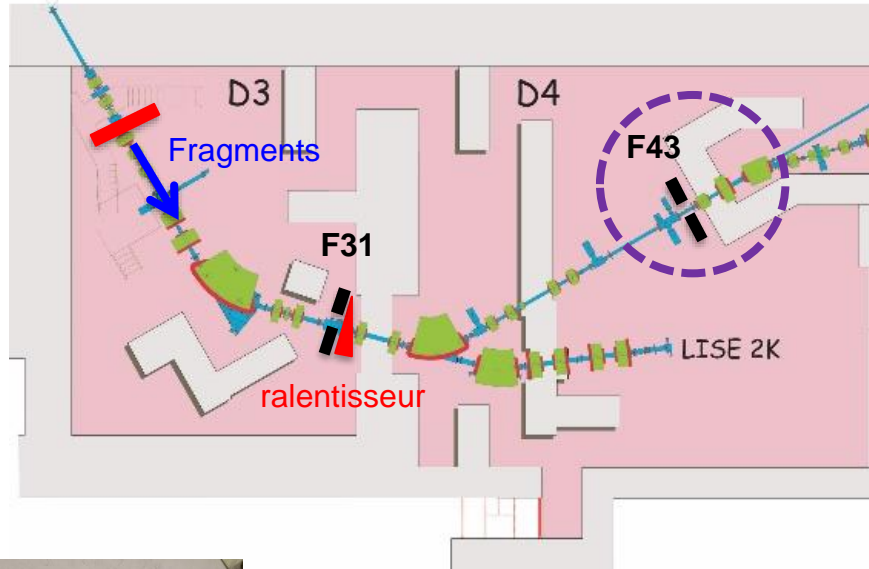 D3
D4
Fragments
F43
F31
LISE 2K
ralentisseur